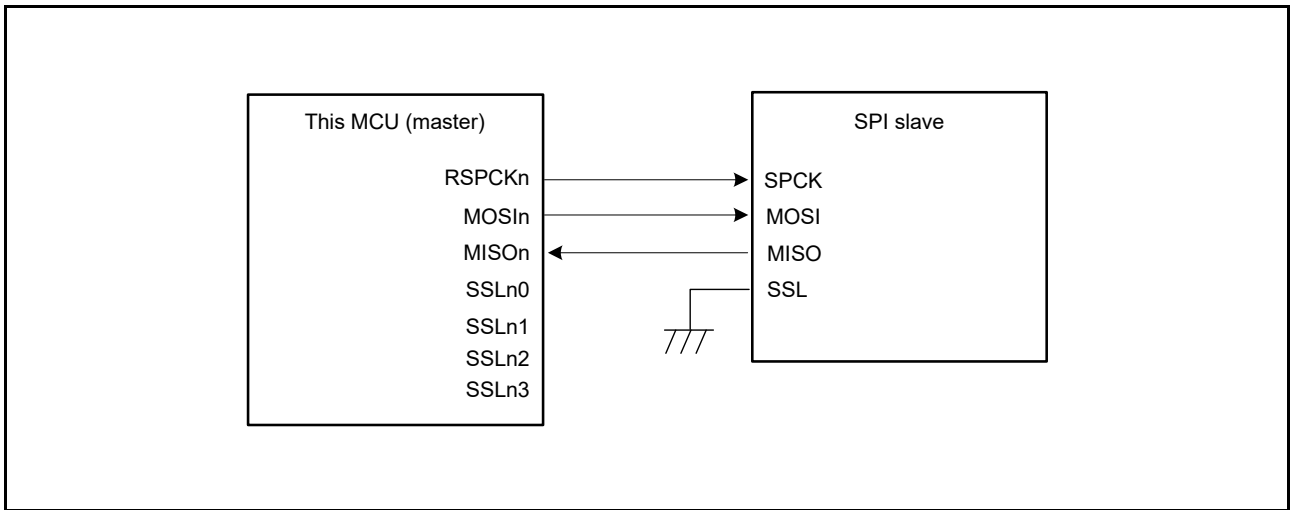 This MCU (master)
RSPCKn
MOSIn
MISOn
SSLn0
SSLn1
SSLn2
SSLn3
SPI slave
SPCK
MOSI
MISO
SSL